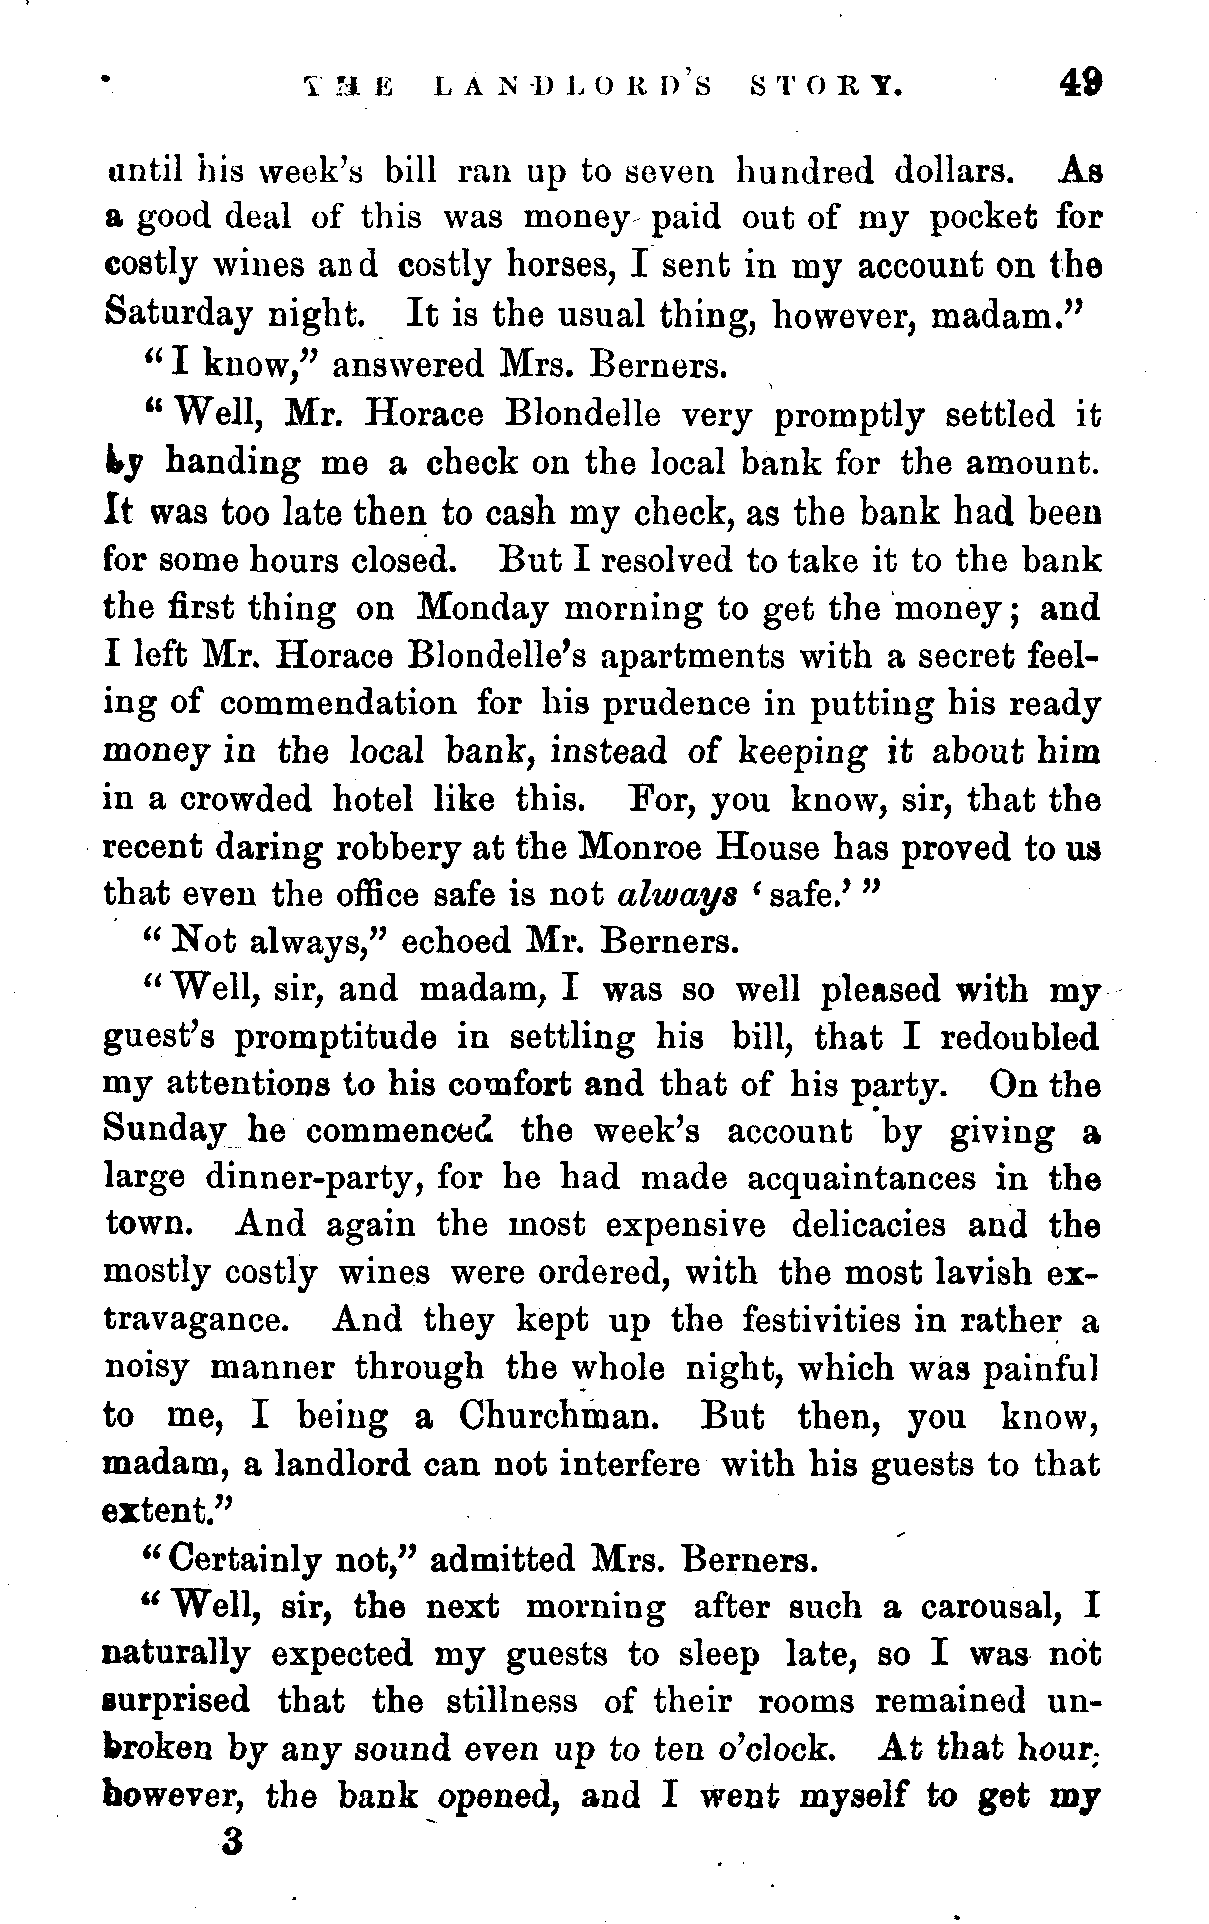 THE LANDLORD'S STORY. 49
until his week's bill ran up to seven hundred dollars. As
a good deal of this was money paid out of my pocket for
costly wines and costly horses, I sent in my account on the
Saturday night. It is the usual thing, however, madam."
"I know," answered Mrs. Berners.
"Well, Mr. Horace Blondelle very promptly settled it
by handing me a check on the local bank for the amount.
It was too late then to cash my check, as the bank had been
for some hours closed. But I resolved to take it to the bank
the first thing on Monday morning to get the money; and
I left Mr. Horace Blondelle's apartments with a secret feel-
ing of commendation for his prudence in putting his ready
money in the local bank, instead of keeping it about him
in a crowded hotel like this. For, you know, sir, that the
recent daring robbery at the Monroe House has proved to us
that even the office safe is not always 'safe.'"
"Not always," echoed Mr. Berners.
"Well, sir, and madam, I was so well pleased with my
guest's promptitude in settling his bill, that I redoubled
my attentions to his comfort and that of his party. On the
Sunday he commenced the week's account by giving a
large dinner-party, for he had made acquaintances in the
town. And again the most expensive delicacies and the
mostly costly wines were ordered, with the most lavish ex-
travagance. And they kept up the festivities in rather a
noisy manner through the whole night, which was painful
to me, I being a Churchman. But then, you know,
madam, a landlord can not interfere with his guests to that
extent."
"Certainly not," admitted Mrs. Berners.
"Well, sir, the next morning after such a carousal, I
naturally expected my guests to sleep late, so I was not
surprised that the stillness of their rooms remained un-
broken by any sound even up to ten o'clock. At that hour,
however, the bank opened, and I went myself to get my
3